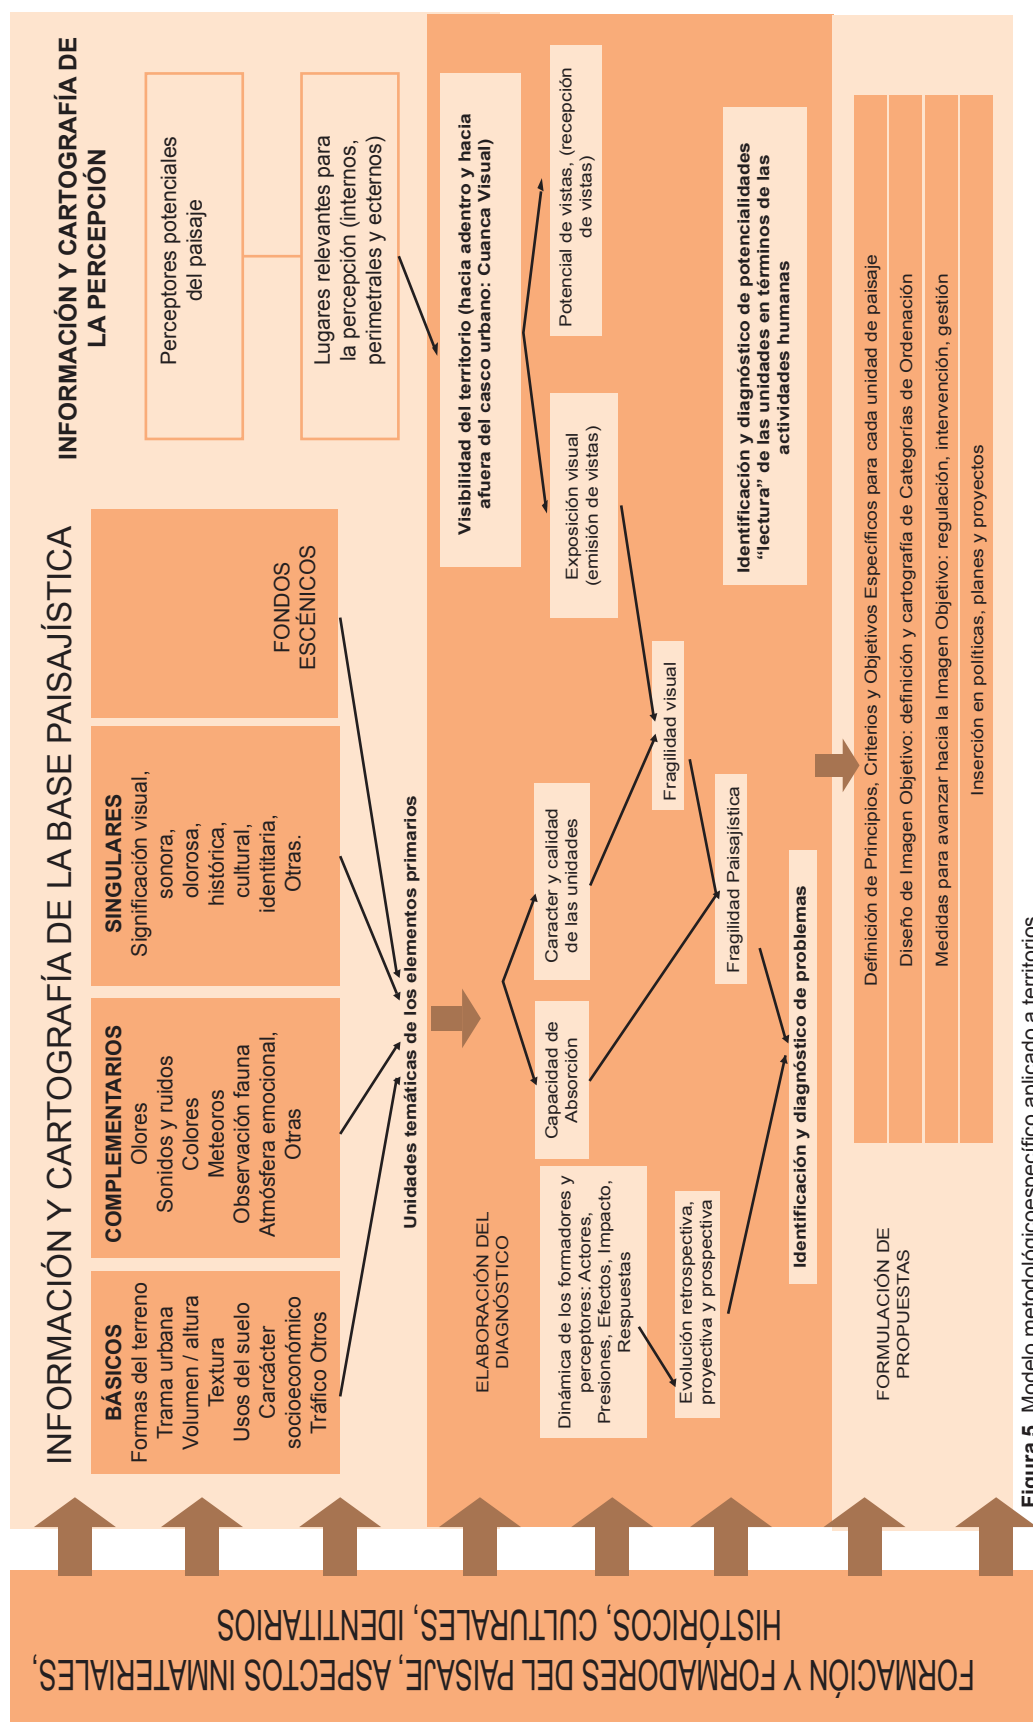 FORMACIÓN Y FORMADORES DEL PAISAJE, ASPECTOS INMATERIALES,
HISTÓRICOS, CULTURALES, IDENTITARIOS
INFORMACIÓN Y CARTOGRAFÍA DE LA BASE PAISAJÍSTICA
BÁSICOS
Formas del terreno
Trama urbana
Volumen / altura
Textura
Usos del suelo
Carcácter
socioeconómico
Tráfico Otros
COMPLEMENTARIOS
Olores
Sonidos y ruidos
Colores
Meteoros
Observación fauna
Atmósfera emocional,
Otras
SINGULARES
Significación visual,
sonora,
olorosa,
histórica,
cultural,
identitaria,
Otras.
FONDOS
ESCÉNICOS
INFORMACIÓN Y CARTOGRAFÍA DE
LA PERCEPCIÓN
Perceptores potenciales
del paisaje
Lugares relevantes para
la percepción (internos,
perimetrales y ecternos)
Unidades temáticas de los elementos primarios
ELABORACIÓN DEL
DIAGNÓSTICO
Visibilidad del territorio (hacia adentro y hacia
afuera del casco urbano: Cuanca Visual)
Dinámica de los formadores y
perceptores: Actores,
Presiones, Efectos, Impacto,
Respuestas
Capacidad de
Absorción
Caracter y calidad
de las unidades
Exposición visual
(emisión de vistas)
Potencial de vistas, (recepción
de vistas)
Evolución retrospectiva,
proyectiva y prospectiva
Fragilidad visual
Fragilidad Paisajística
Identificación y diagnóstico de problemas
Identificación y diagnóstico de potencialidades
“lectura” de las unidades en términos de las
actividades humanas
FORMULACIÓN DE
PROPUESTAS
Definición de Principios, Criterios y Objetivos Específicos para cada unidad de paisaje
Diseño de Imagen Objetivo: definición y cartografía de Categorías de Ordenación
Medidas para avanzar hacia la Imagen Objetivo: regulación, intervención, gestión
Inserción en políticas, planes y proyectos
Figura 5. Modelo metodológicoespecífico aplicado a territorios